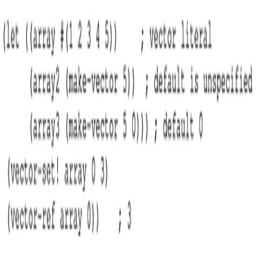 (let ((array #(1 2 3 4 5)) ; vector literal
(array2 (make-vector 5)) ; default is unspecified
(array3 (make-vector 5 0))) ; default 0
(vector-set! array 0 3)
(vector-ref array 0)) ; 3